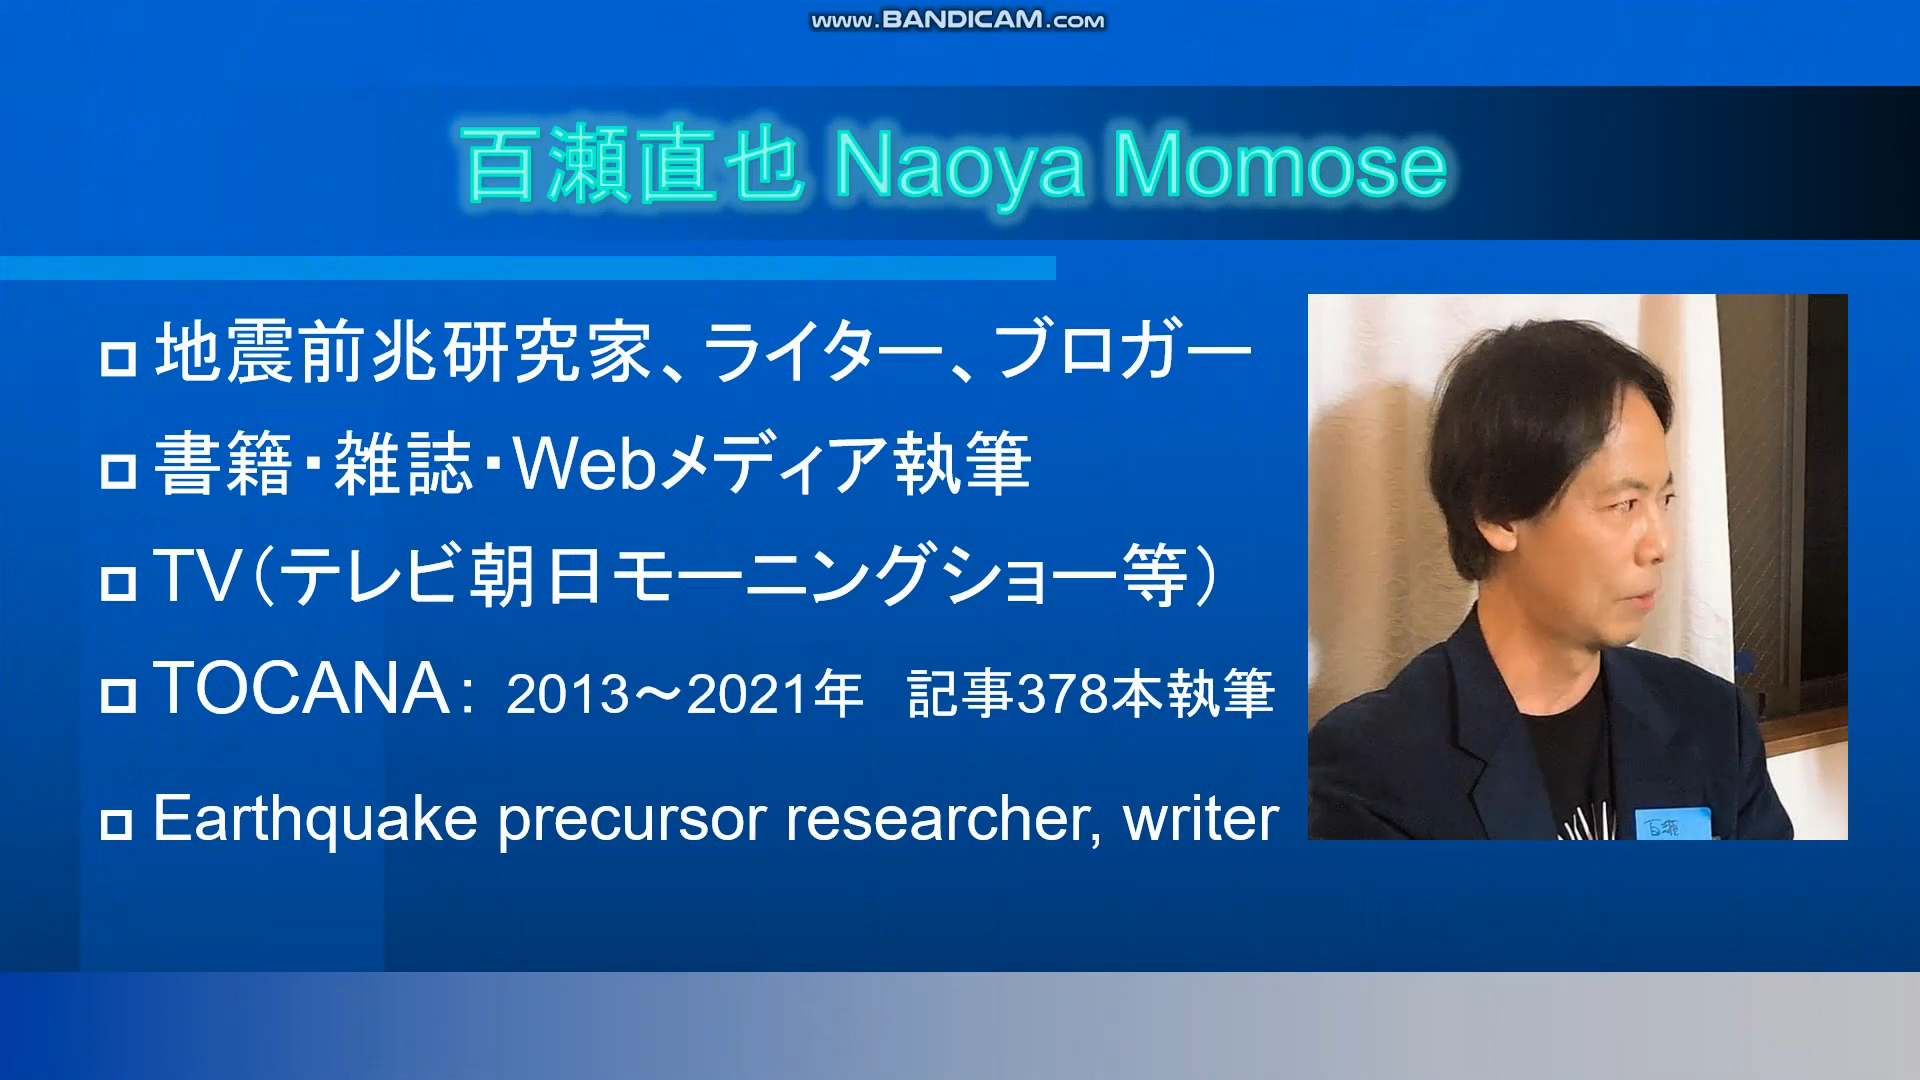 www.BANDICAM.com
百瀬直也 Naoya Momose
地震前兆研究家、ライター、ブロガー
書籍・雑誌・Webメディア執筆
TV（テレビ朝日モーニングショー等）
TOCANA： 2013～2021年　記事378本執筆
Earthquake precursor researcher, writer
百瀬